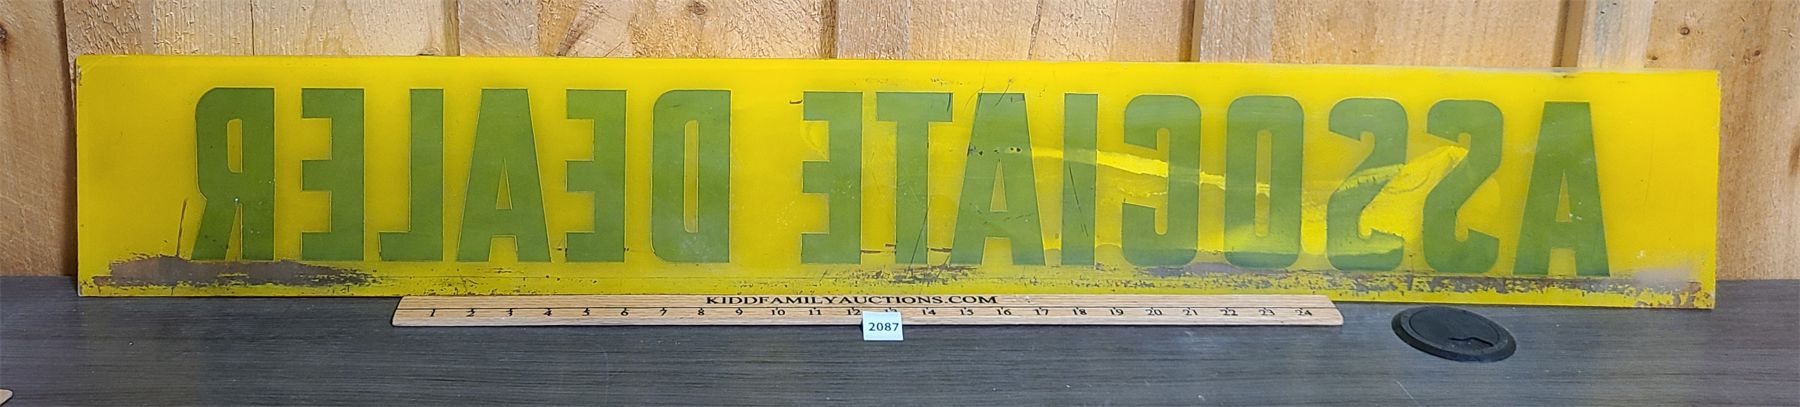 ASSOCIATE DEALER
KIDDFAMILYAUCTIONS.COM
1 2 3 4 5 6 7 8 9 10 11 12 13 14 15 16 17 18 19 20 21 22 23 24
2087